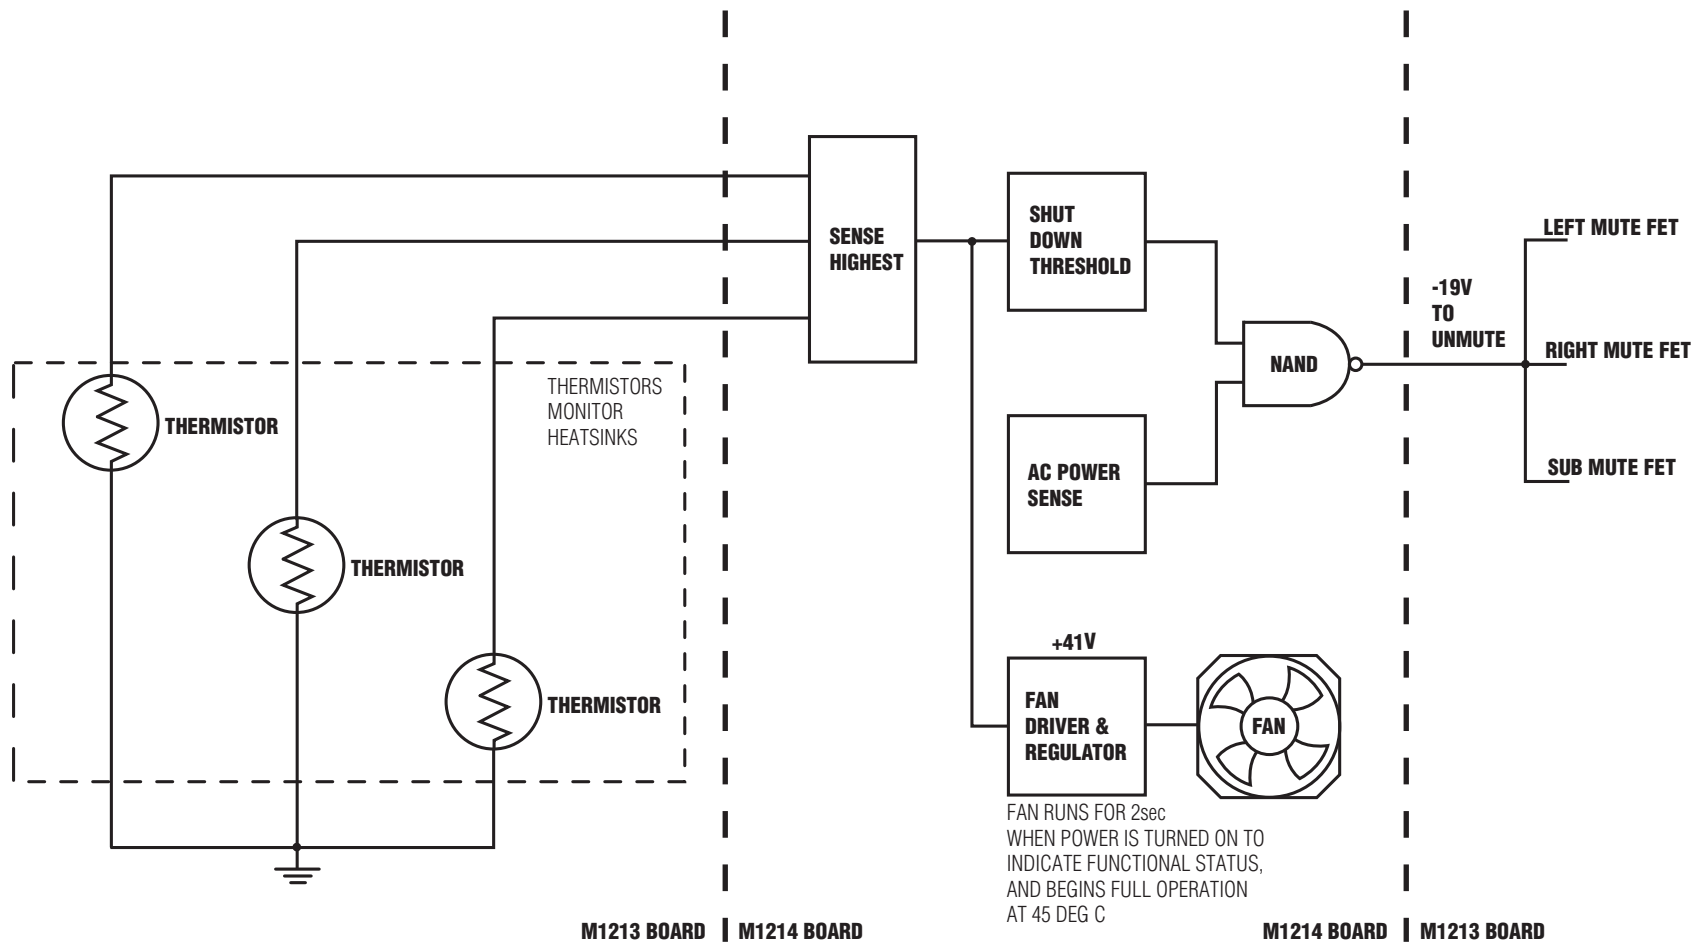 THERMISTORS
MONITOR
HEATSINKS
THERMISTOR
THERMISTOR
THERMISTOR
SENSE
HIGHEST
SHUT
DOWN
THRESHOLD
AC POWER
SENSE
NAND
-19V
TO
UNMUTE
LEFT MUTE FET
RIGHT MUTE FET
SUB MUTE FET
+41V
FAN
DRIVER &
REGULATOR
FAN
FAN RUNS FOR 2sec
WHEN POWER IS TURNED ON TO
INDICATE FUNCTIONAL STATUS,
AND BEGINS FULL OPERATION
AT 45 DEG C
M1213 BOARD
M1214 BOARD
M1214 BOARD
M1213 BOARD